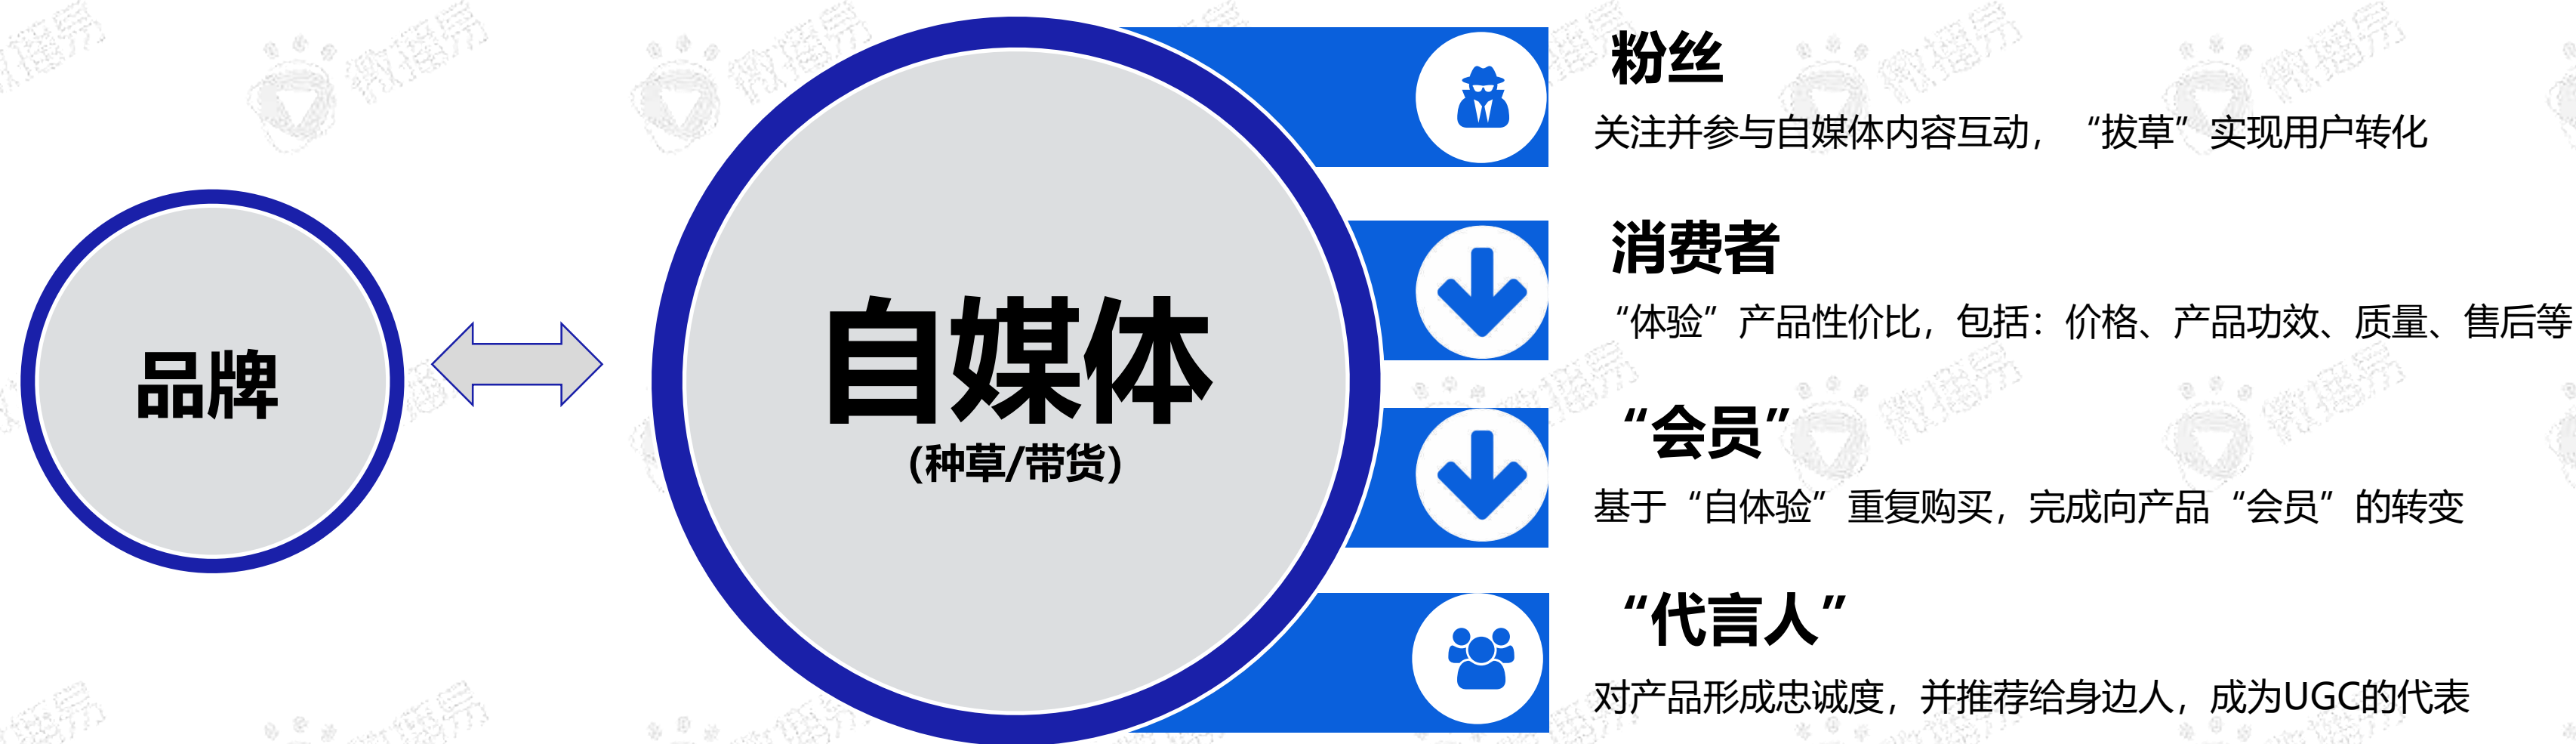 品牌
自媒体
(种草/带货)
粉丝
关注并参与自媒体内容互动，“拔草”实现用户转化
消费者
“体验”产品性价比，包括：价格、产品功效、质量、售后等
“会员”
基于“自体验”重复购买，完成向产品“会员”的转变
“代言人”
对产品形成忠诚度，并推荐给身边人，成为UGC的代表
微播易